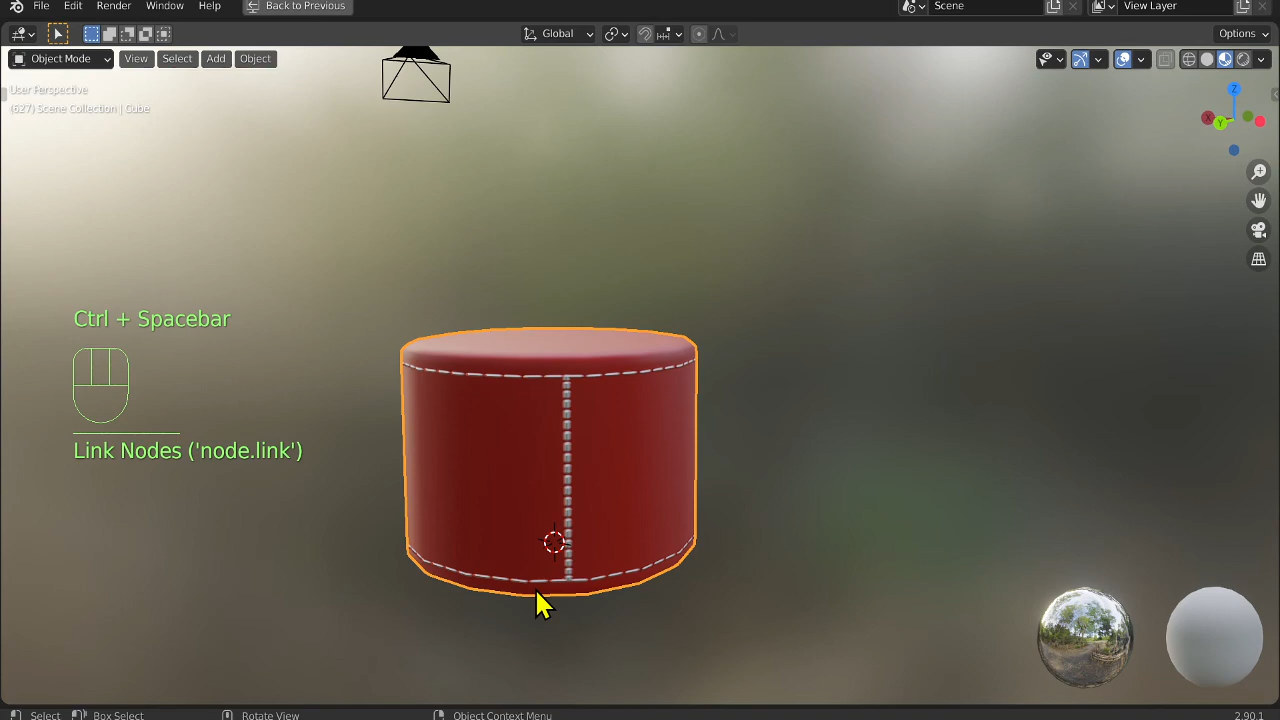 File Edit Render Window Help Back to Previous Scene View Layer
Global Options
Object Mode View Select Add Object
User Perspective
(627) Scene Collection | Cube
Z
X
Y
Ctrl + Spacebar
Link Nodes ('node.link')
Select Box Select Rotate View Object Context Menu 2.90.1